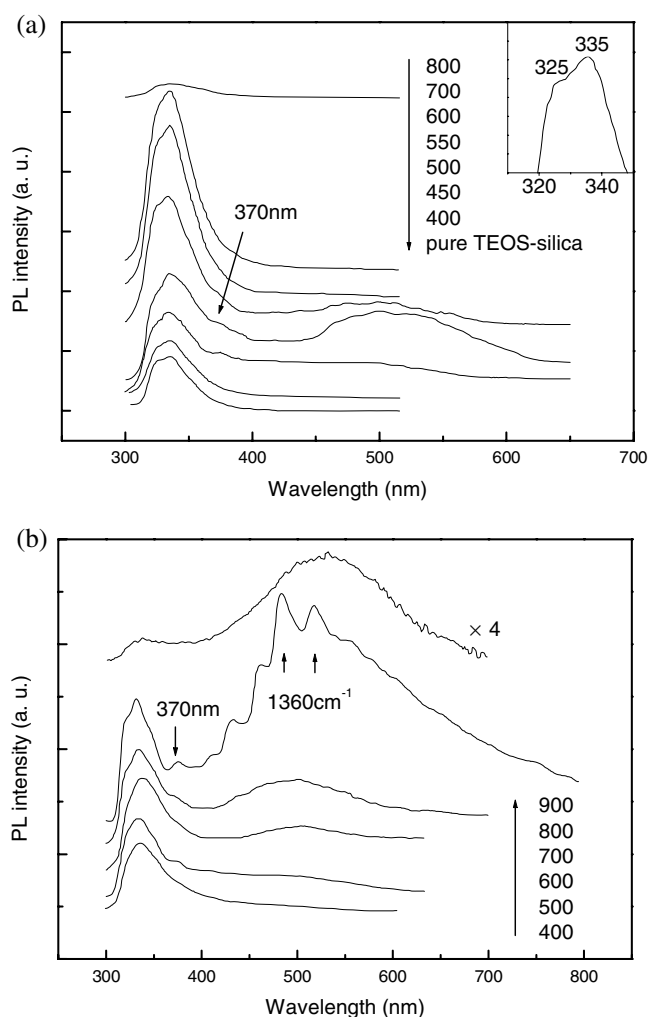 (a)
800
700
600
550
500
450
400
pure TEOS-silica
325
335
320 340
370nm
PL intensity (a. u.)
300 400 500 600 700
Wavelength (nm)
(b)
× 4
1360cm⁻¹
370nm
900
800
700
600
500
400
PL intensity (a. u.)
300 400 500 600 700 800
Wavelength (nm)